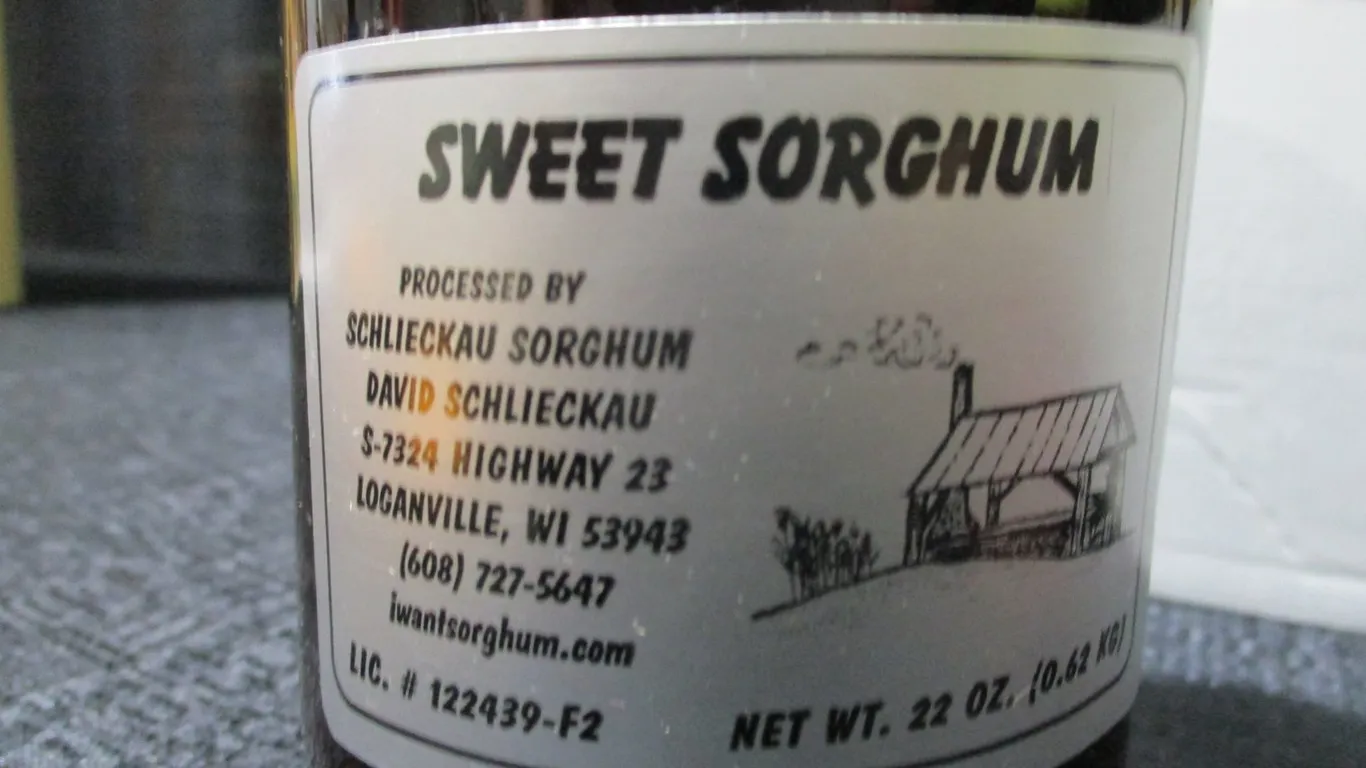 SWEET SORGHUM
PROCESSED BY
SCHLIECKAU SORGHUM
DAVID SCHLIECKAU
S-7324 HIGHWAY 23
LOGANVILLE, WI 53943
(608) 727-5647
iwantsorghum.com
LIC. # 122439-F2
NET WT. 22 OZ. (0.62 KG)